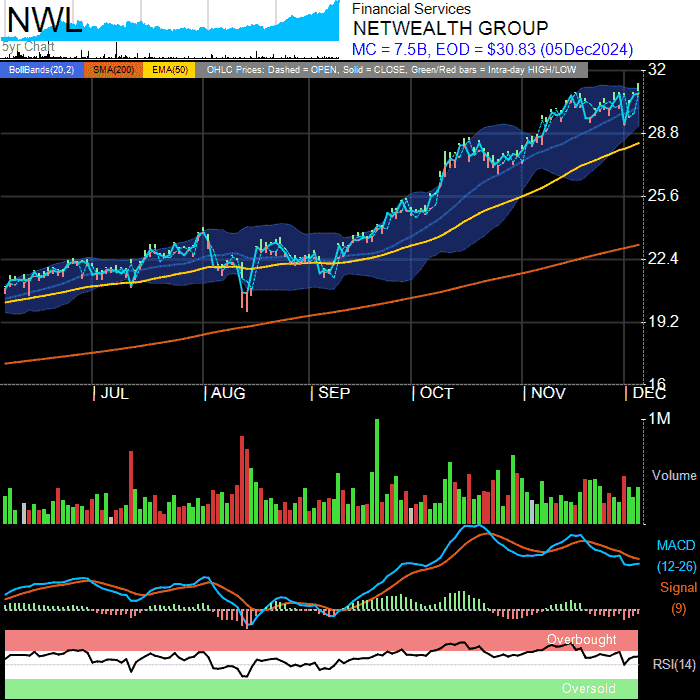 NWL
5yr Chart
Financial Services
NETWEALTH GROUP
MC = 7.5B, EOD = $30.83 (05Dec2024)
BollBands(20,2) SMA(200) EMA(50) OHLC Prices: Dashed = OPEN, Solid = CLOSE, Green/Red bars = Intra-day HIGH/LOW
32
28.8
25.6
22.4
19.2
16
| JUL | AUG | SEP | OCT | NOV | DEC
1M
Volume
MACD
(12-26)
Signal
(9)
Overbought
RSI(14)
Oversold